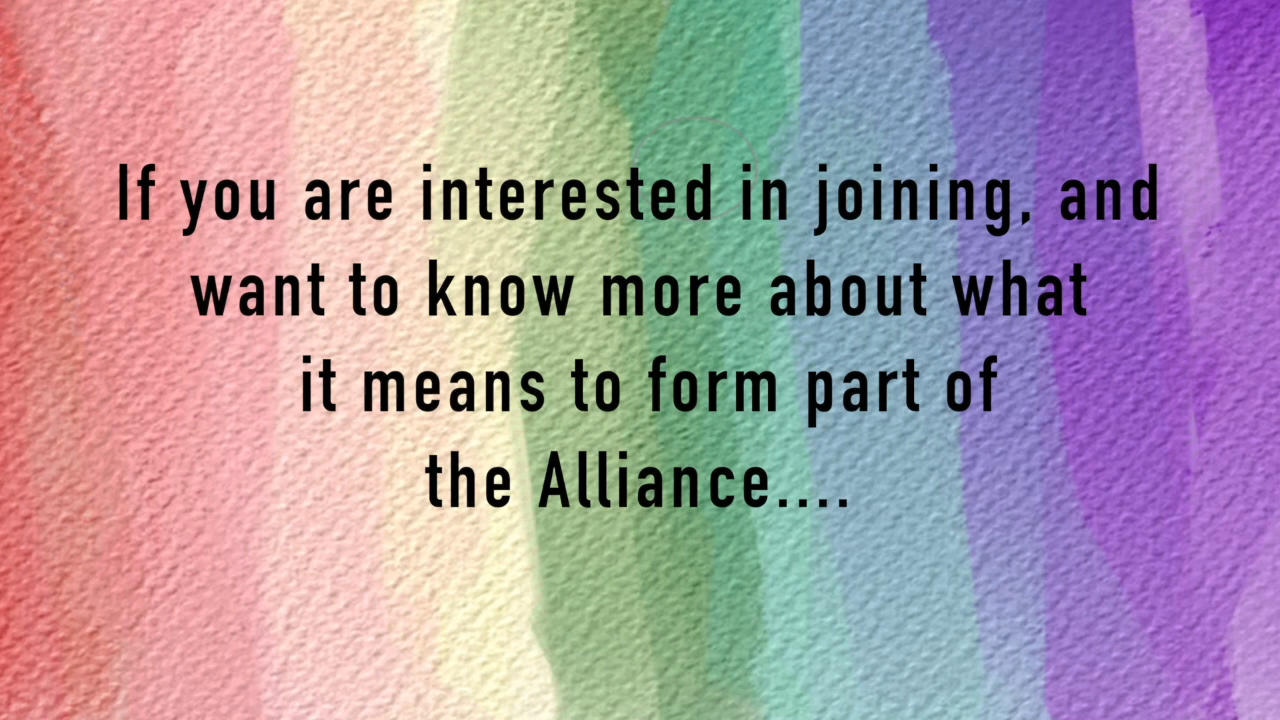 If you are interested in joining, and
want to know more about what
it means to form part of
the Alliance....